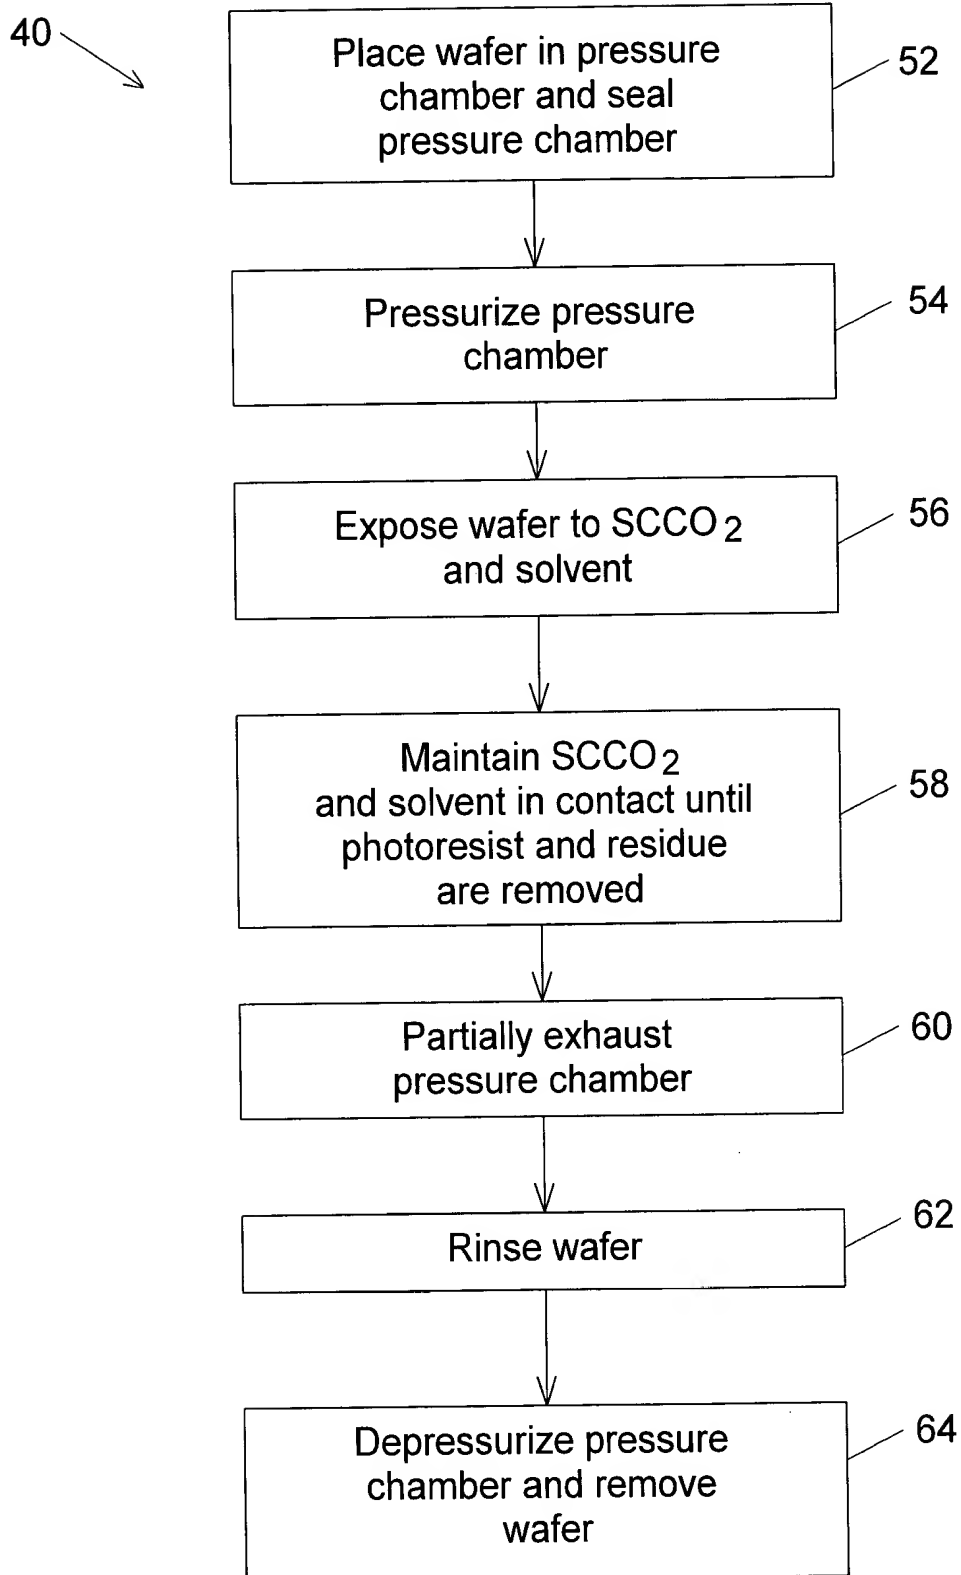 40
Place wafer in pressure
chamber and seal
pressure chamber
52
Pressurize pressure
chamber
54
Expose wafer to SCCO2
and solvent
56
Maintain SCCO2
and solvent in contact until
photoresist and residue
are removed
58
Partially exhaust
pressure chamber
60
Rinse wafer
62
Depressurize pressure
chamber and remove
wafer
64